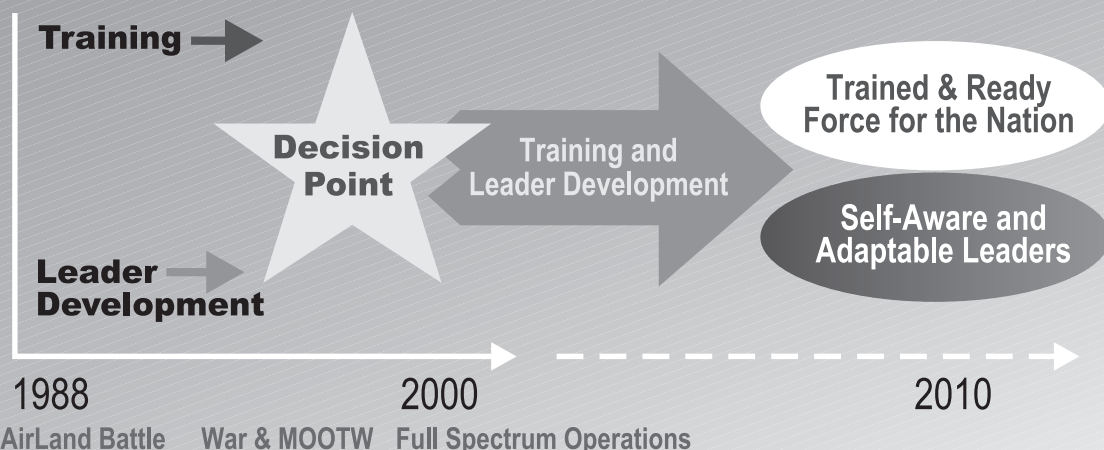 Training
Decision
Point
Training and
Leader Development
Trained & Ready
Force for the Nation
Self-Aware and
Adaptable Leaders
Leader
Development
1988
2000
2010
AirLand Battle
War & MOOTW
Full Spectrum Operations